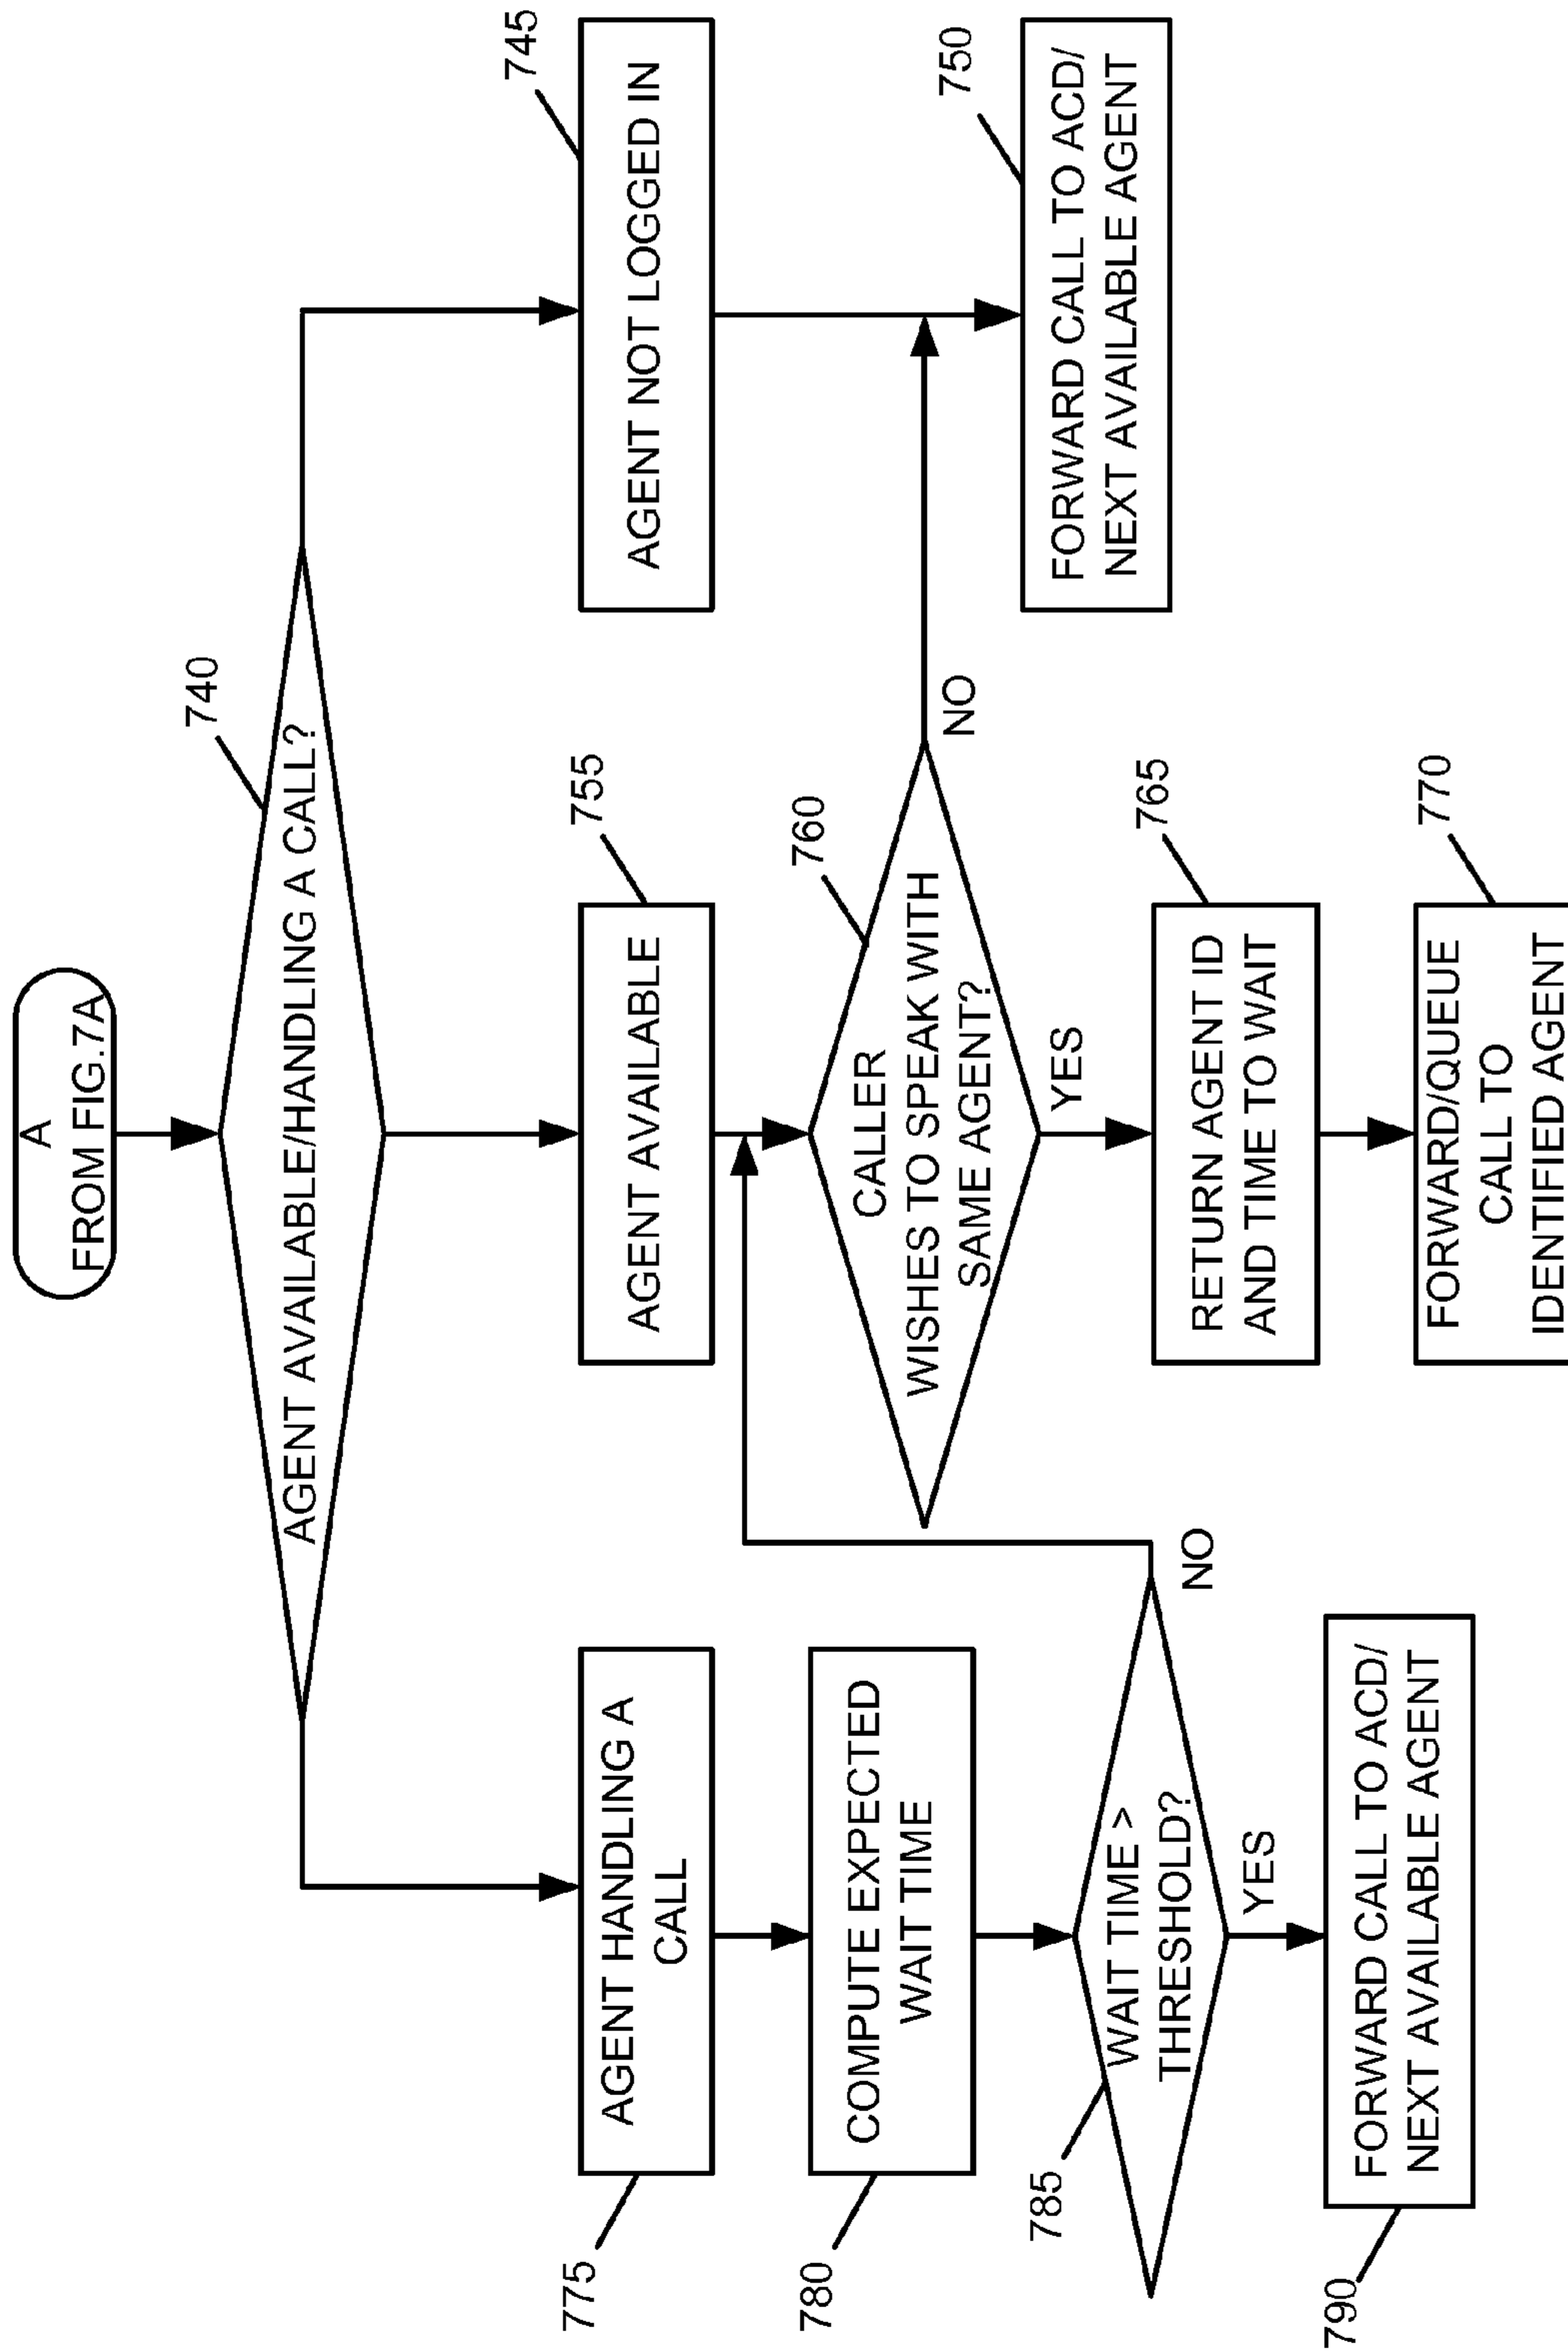 A
FROM FIG.7A
740
AGENT AVAILABLE/HANDLING A CALL?
775
AGENT HANDLING A
CALL
755
AGENT AVAILABLE
745
AGENT NOT LOGGED IN
780
COMPUTE EXPECTED
WAIT TIME
760
CALLER
WISHES TO SPEAK WITH
SAME AGENT?
NO
YES
750
FORWARD CALL TO ACD/
NEXT AVAILABLE AGENT
785
WAIT TIME >
THRESHOLD?
NO
YES
765
RETURN AGENT ID
AND TIME TO WAIT
790
FORWARD CALL TO ACD/
NEXT AVAILABLE AGENT
770
FORWARD/QUEUE
CALL TO
IDENTIFIED AGENT